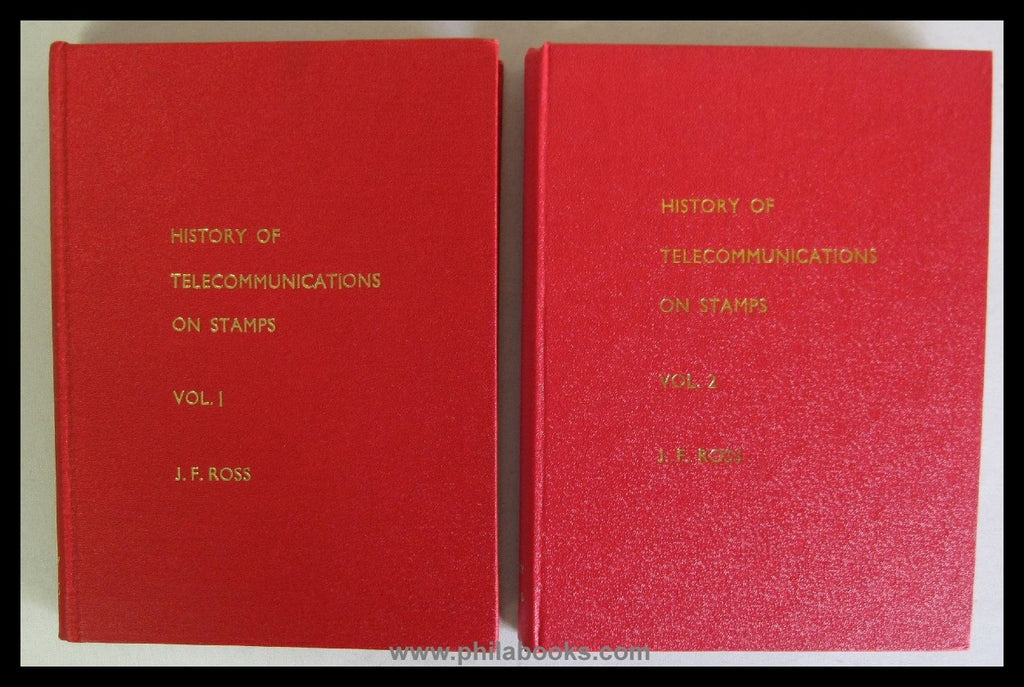 HISTORY OF
TELECOMMUNICATIONS
ON STAMPS
VOL. 1
J. F. ROSS
HISTORY OF
TELECOMMUNICATIONS
ON STAMPS
VOL. 2
J. F. ROSS
www.philabooks.com